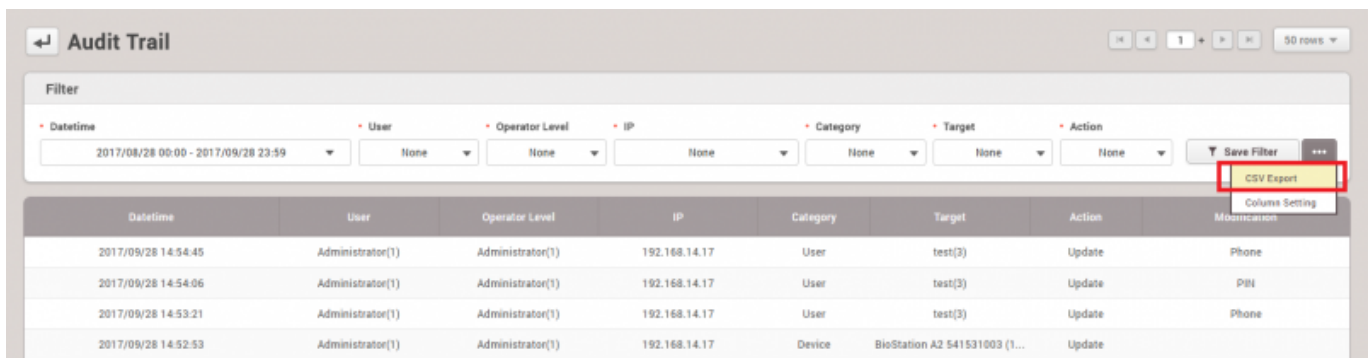 Audit Trail 1 + 50 rows
Filter
• Datetime • User • Operator Level • IP • Category • Target • Action
2017/08/28 00:00 - 2017/09/28 23:59 None None None None None None Save Filter •••
CSV Export
Column Setting
Datetime User Operator Level IP Category Target Action Modification
2017/09/28 14:54:45 Administrator(1) Administrator(1) 192.168.14.17 User test(3) Update Phone
2017/09/28 14:54:06 Administrator(1) Administrator(1) 192.168.14.17 User test(3) Update PIN
2017/09/28 14:53:21 Administrator(1) Administrator(1) 192.168.14.17 User test(3) Update Phone
2017/09/28 14:52:53 Administrator(1) Administrator(1) 192.168.14.17 Device BioStation A2 541531003 (1... Update